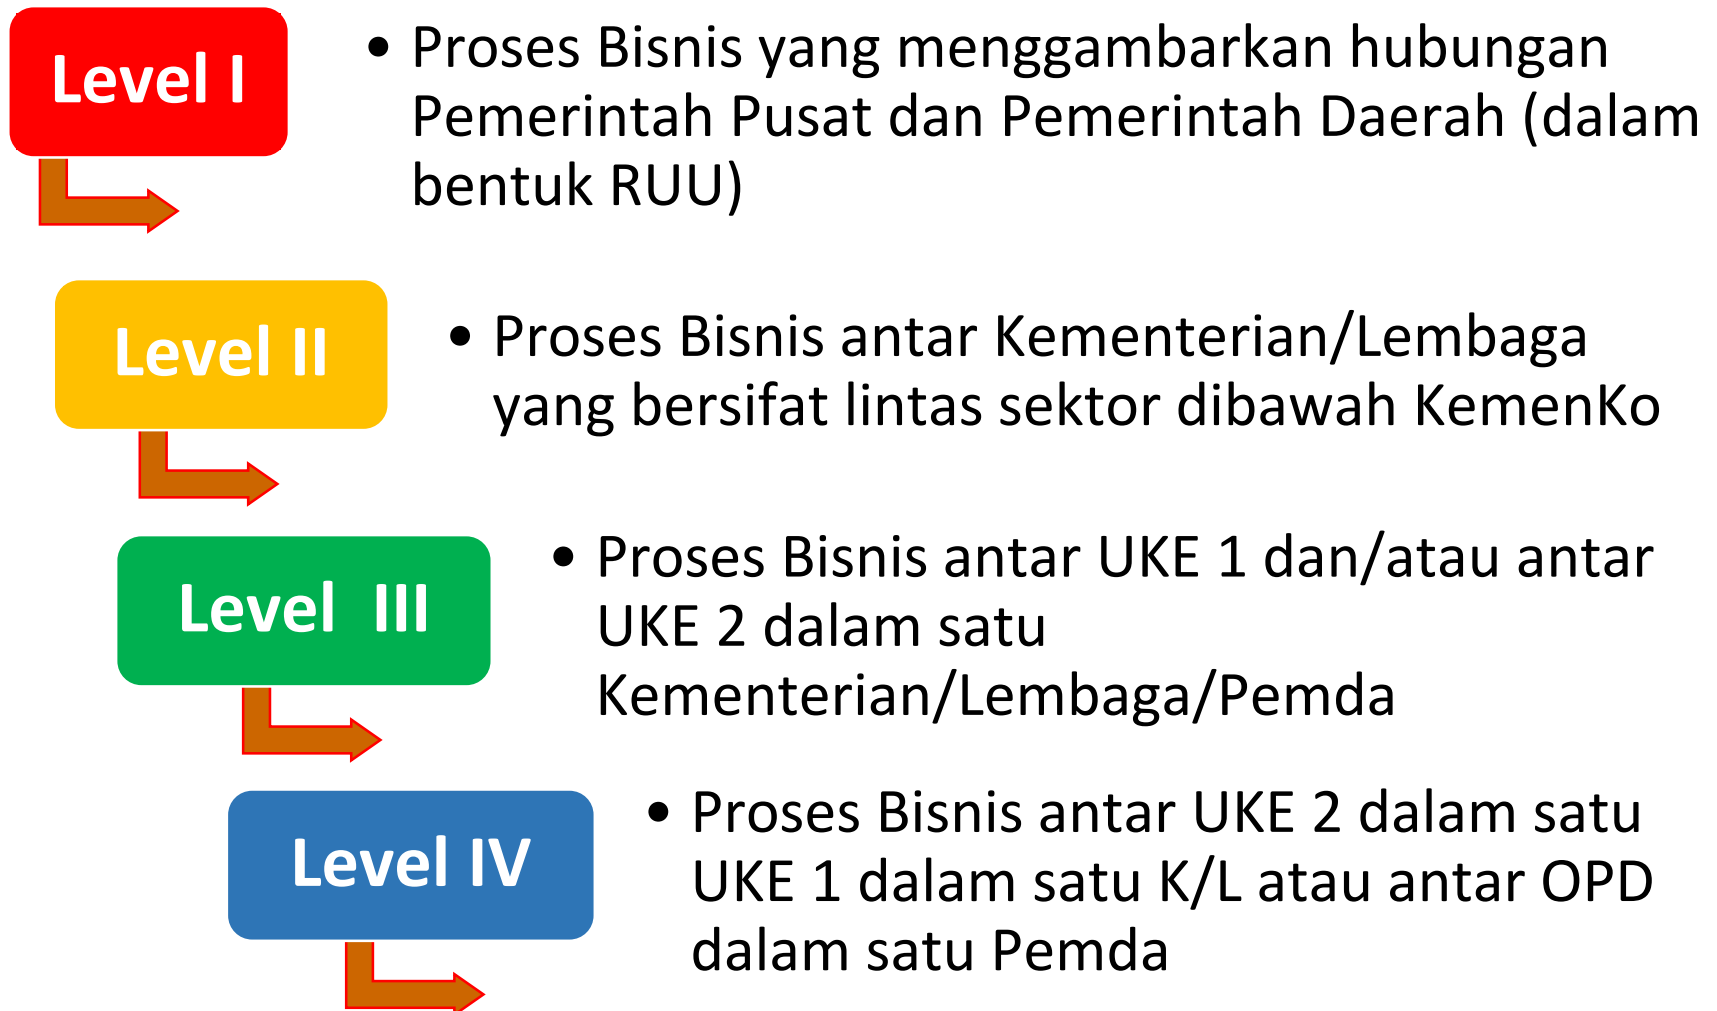 Level I
• Proses Bisnis yang menggambarkan hubungan
Pemerintah Pusat dan Pemerintah Daerah (dalam
bentuk RUU)
Level II
• Proses Bisnis antar Kementerian/Lembaga
yang bersifat lintas sektor dibawah KemenKo
Level III
• Proses Bisnis antar UKE 1 dan/atau antar
UKE 2 dalam satu
Kementerian/Lembaga/Pemda
Level IV
• Proses Bisnis antar UKE 2 dalam satu
UKE 1 dalam satu K/L atau antar OPD
dalam satu Pemda